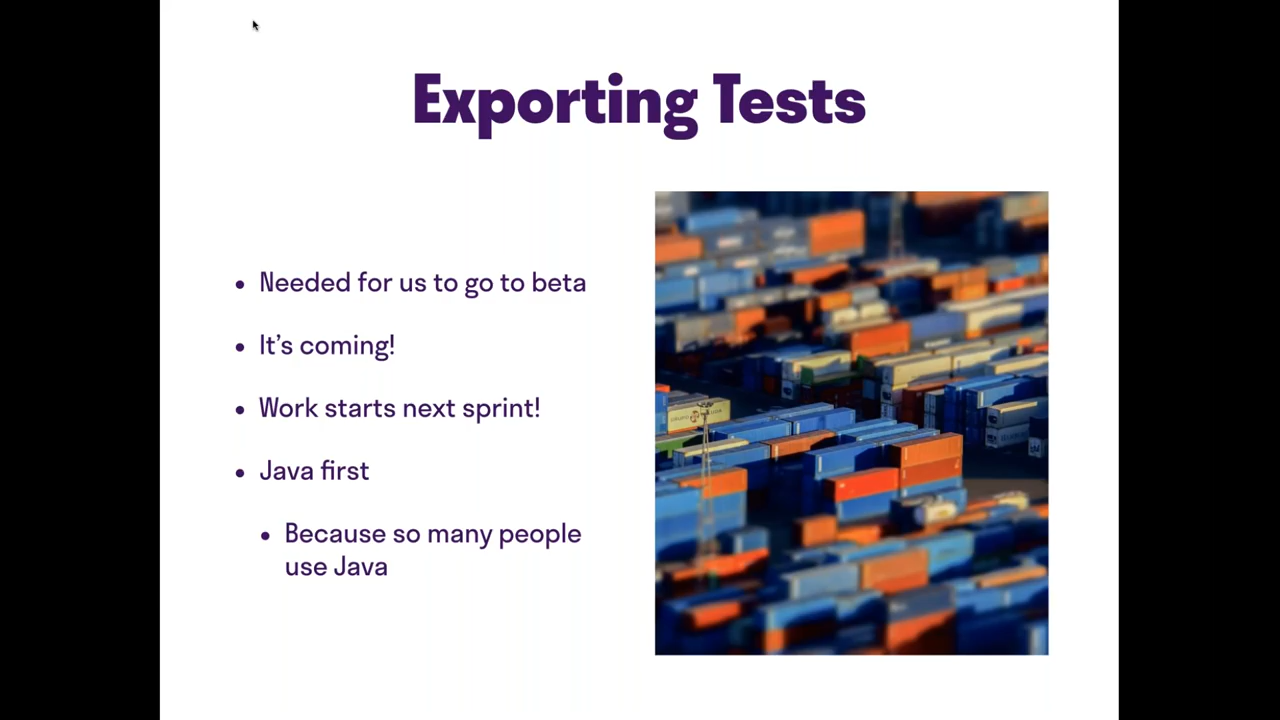 Exporting Tests
• Needed for us to go to beta
• It’s coming!
• Work starts next sprint!
• Java first
• Because so many people
use Java